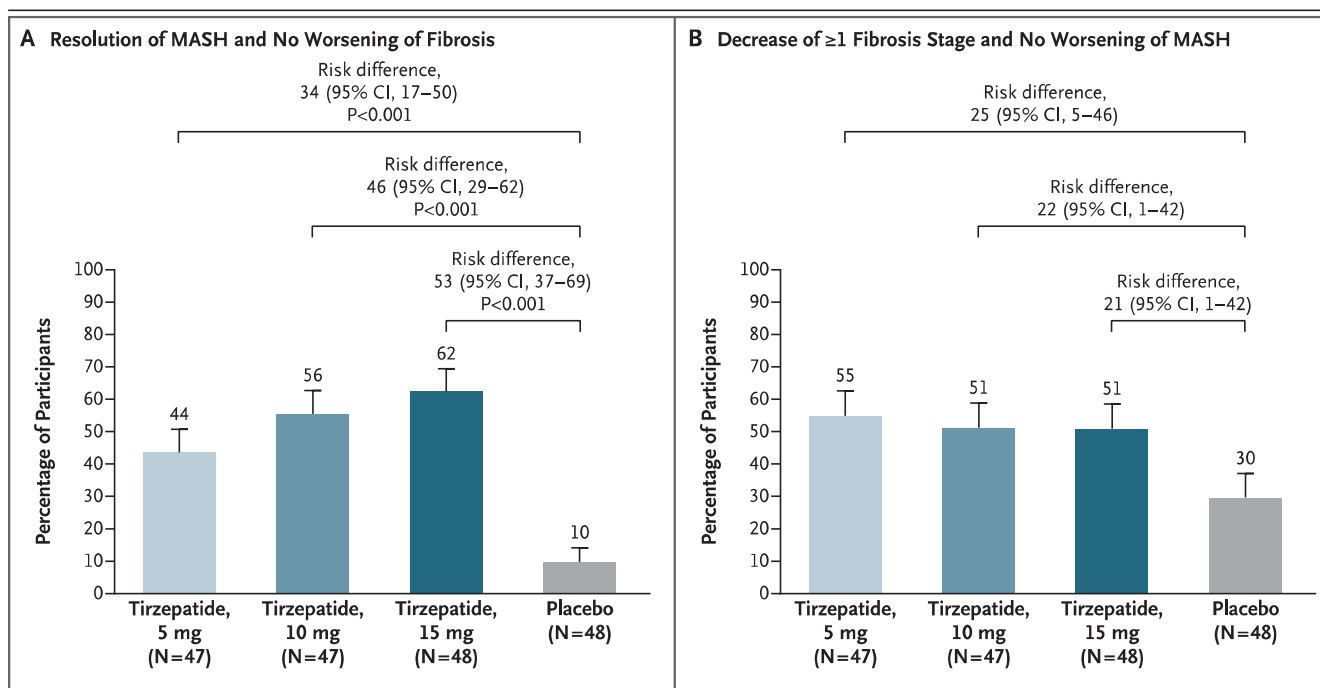 A Resolution of MASH and No Worsening of Fibrosis
Risk difference,
34 (95% CI, 17–50)
P<0.001
Risk difference,
46 (95% CI, 29–62)
P<0.001
Risk difference,
53 (95% CI, 37–69)
P<0.001
Percentage of Participants
100
90
80
70
60
50
40
30
20
10
0
44
56
62
10
Tirzepatide,
5 mg
(N=47)
Tirzepatide,
10 mg
(N=47)
Tirzepatide,
15 mg
(N=48)
Placebo
(N=48)
B Decrease of ≥1 Fibrosis Stage and No Worsening of MASH
Risk difference,
25 (95% CI, 5–46)
Risk difference,
22 (95% CI, 1–42)
Risk difference,
21 (95% CI, 1–42)
Percentage of Participants
100
90
80
70
60
50
40
30
20
10
0
55
51
51
30
Tirzepatide,
5 mg
(N=47)
Tirzepatide,
10 mg
(N=47)
Tirzepatide,
15 mg
(N=48)
Placebo
(N=48)